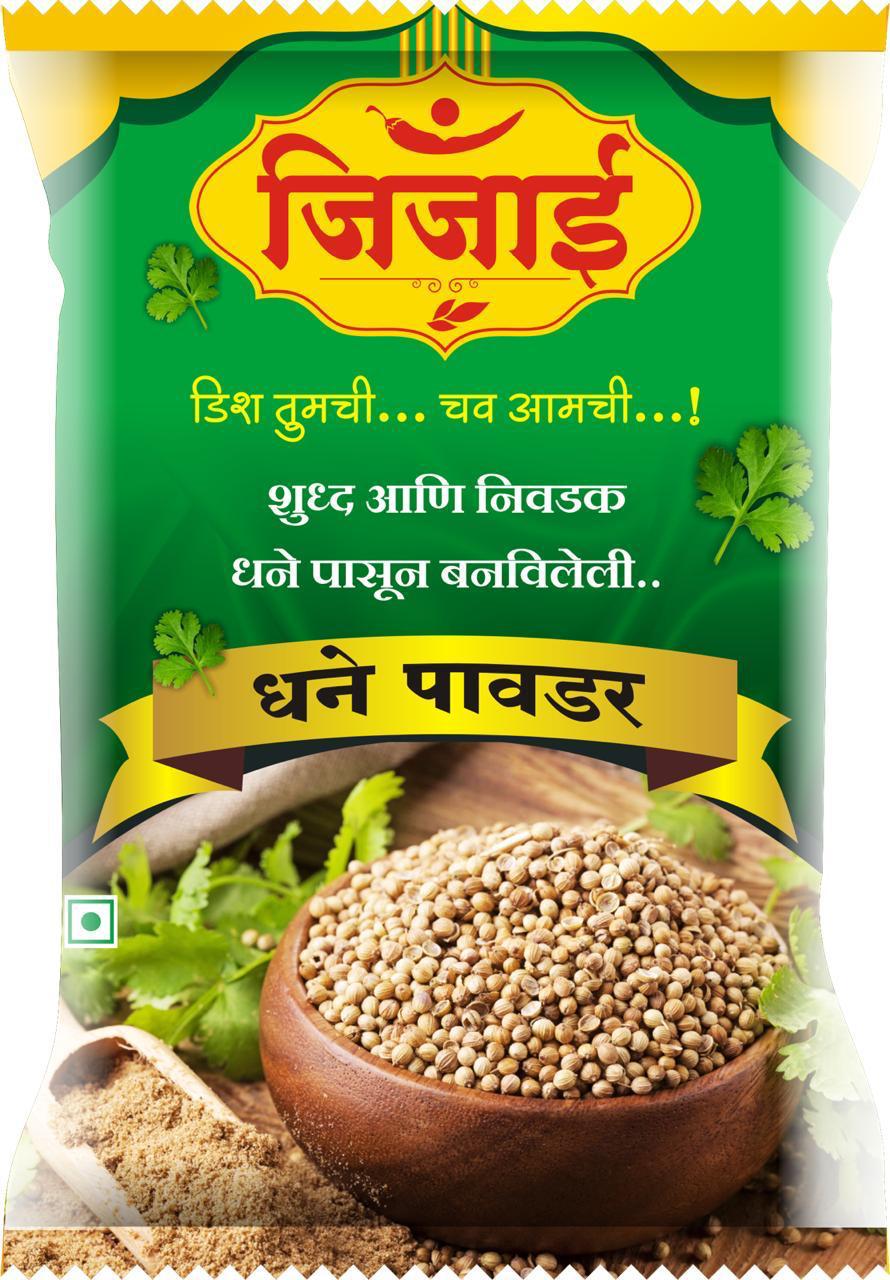 जिजाई
डिश तुमची... चव आमची...!
शुध्द आणि निवडक
धने पासून बनविलेली..
धने पावडर